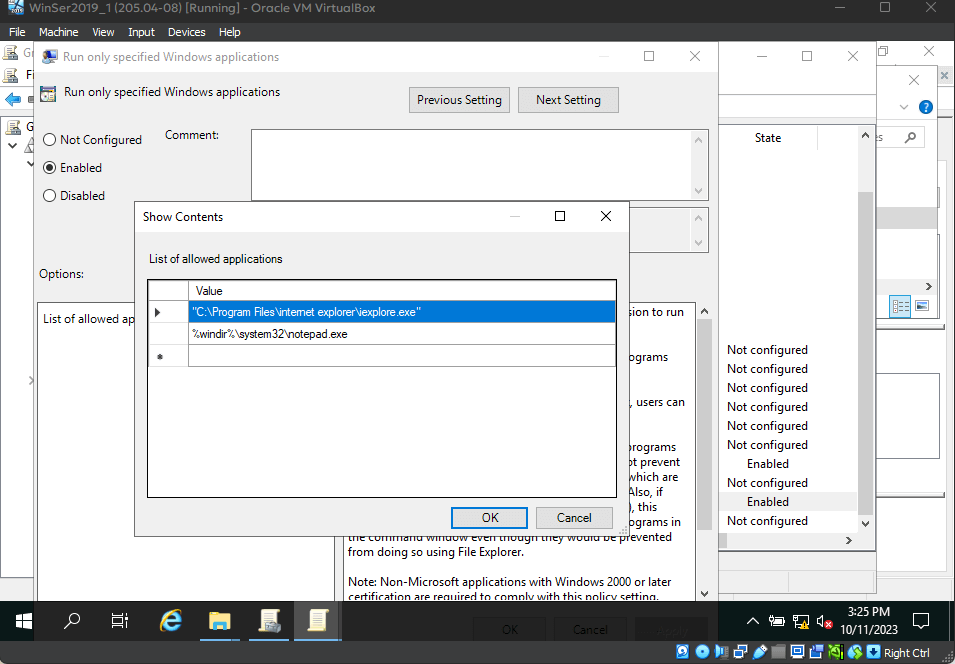 WinSer2019_1 (205.04-08) [Running] - Oracle VM VirtualBox
File Machine View Input Devices Help
Run only specified Windows applications
Run only specified Windows applications
Previous Setting
Next Setting
Not Configured
Comment:
Enabled
Disabled
State
Show Contents
List of allowed applications
Options:
Value
"C:\Program Files\internet explorer\iexplore.exe"
%windir%\system32\notepad.exe
List of allowed ap
sion to run
ograms
, users can
programs
ot prevent
which are
Also, if
), this
ograms in
the command window even though they would be prevented
from doing so using File Explorer.
Note: Non-Microsoft applications with Windows 2000 or later
certification are required to comply with this policy setting.
OK
Cancel
Not configured
Not configured
Not configured
Not configured
Not configured
Not configured
Enabled
Not configured
Enabled
Not configured
OK
Cancel
3:25 PM
10/11/2023
Right Ctrl